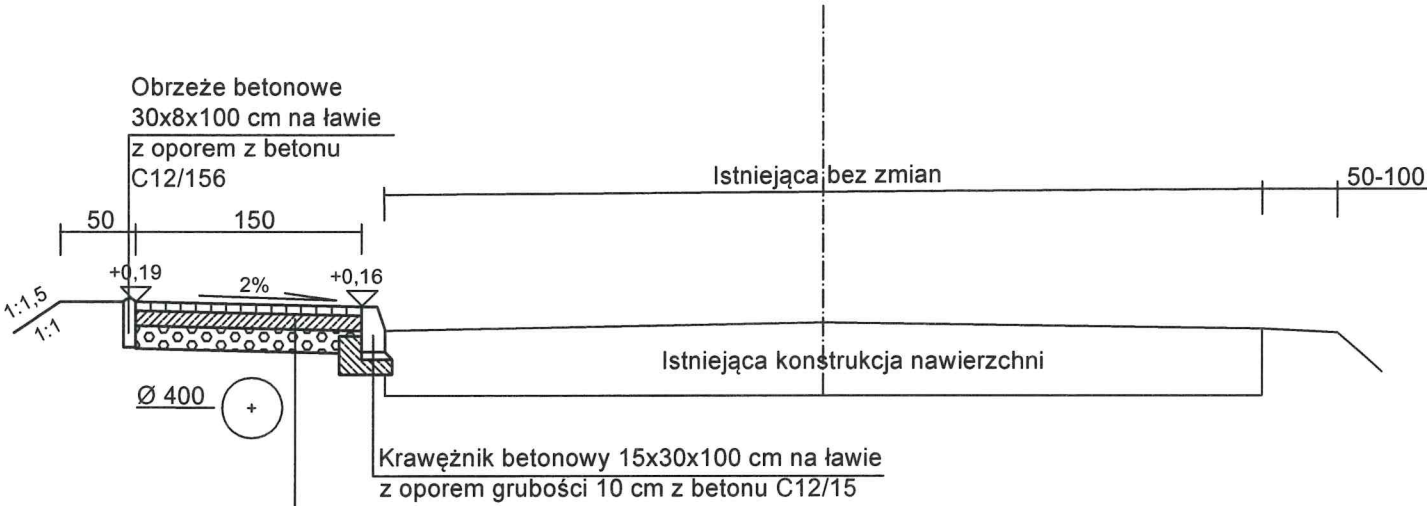 Obrzeże betonowe
30x8x100 cm na ławie
z oporem z betonu
C12/156
Istniejąca bez zmian
50-100
50
150
+0,19
2%
+0,16
1:1,5
1:1
Istniejąca konstrukcja nawierzchni
Ø 400
+
Krawężnik betonowy 15x30x100 cm na ławie
z oporem grubości 10 cm z betonu C12/15